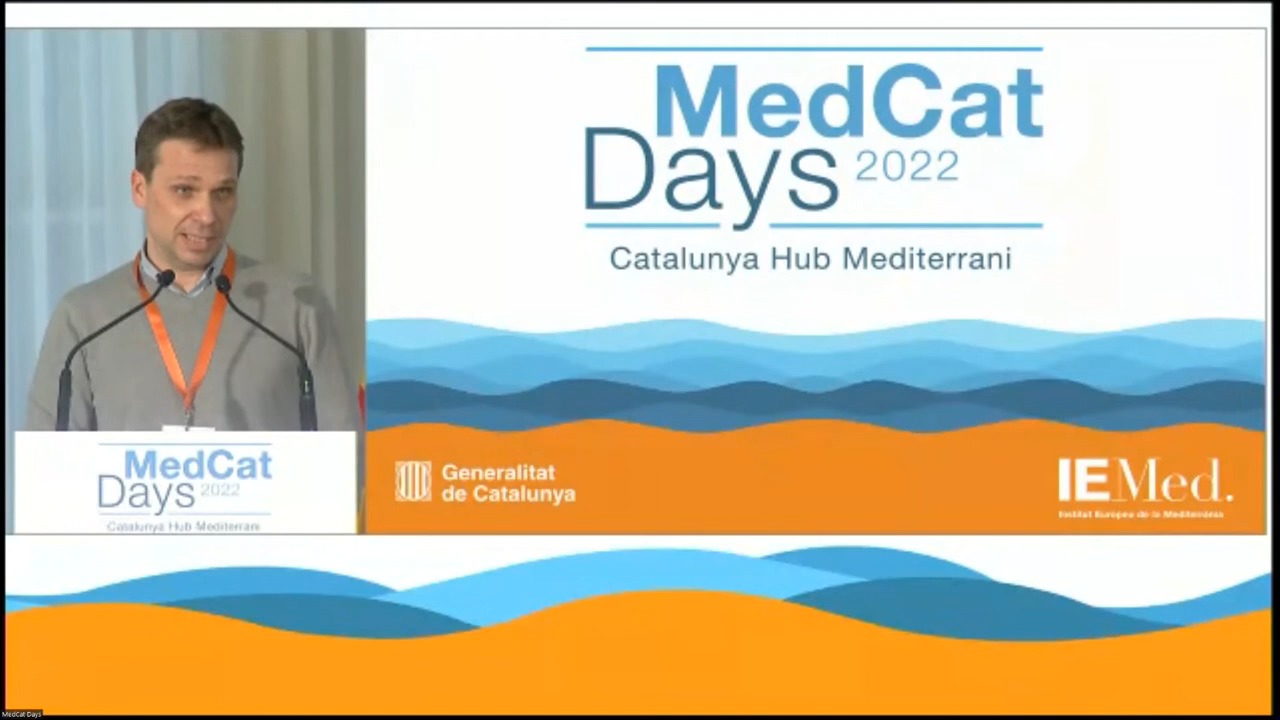 MedCat
Days 2022
Catalunya Hub Mediterrani
Generalitat
de Catalunya
IEMed.
Institut Europeu de la Mediterrània
MedCat
Days 2022
Catalunya Hub Mediterrani
MedCat Days